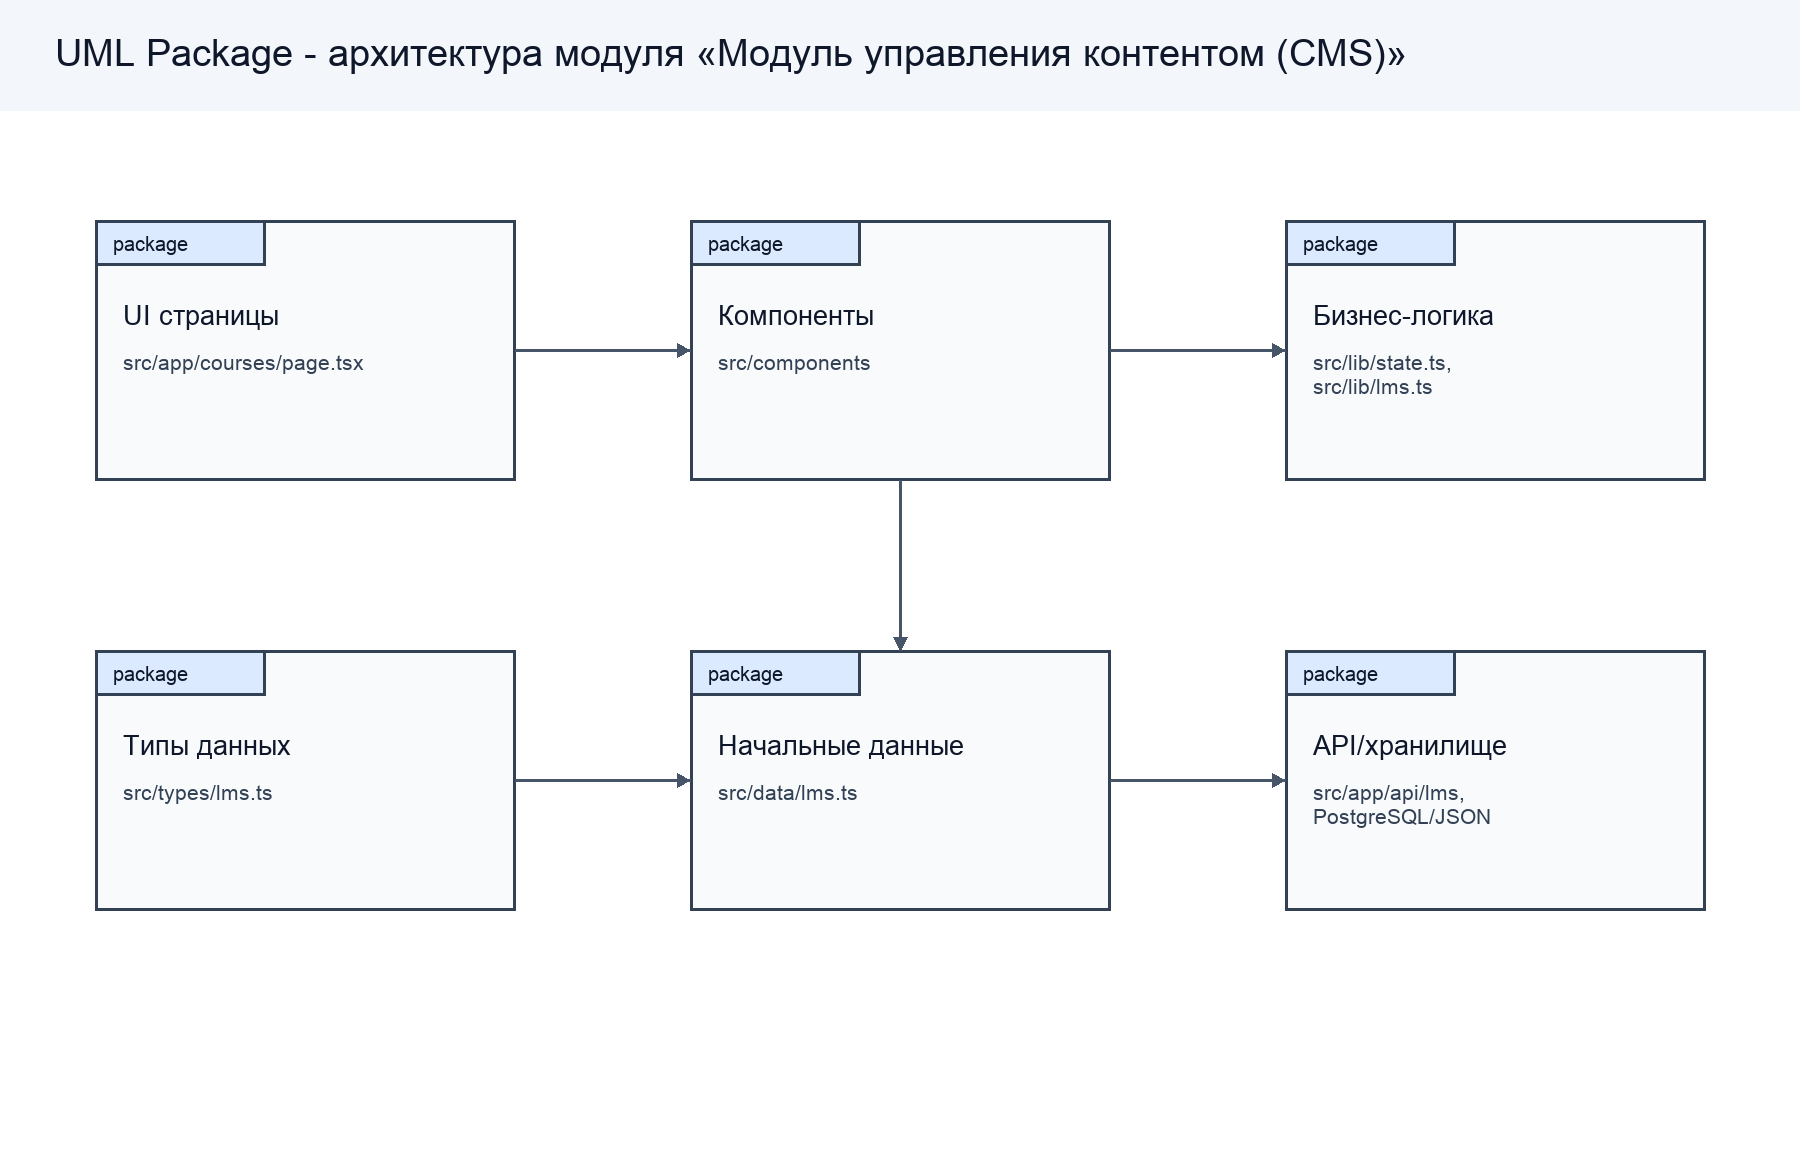 UML Package - архитектура модуля «Модуль управления контентом (CMS)»
package
UI страницы
src/app/courses/page.tsx
package
Компоненты
src/components
package
Бизнес-логика
src/lib/state.ts,
src/lib/lms.ts
package
Типы данных
src/types/lms.ts
package
Начальные данные
src/data/lms.ts
package
API/хранилище
src/app/api/lms,
PostgreSQL/JSON